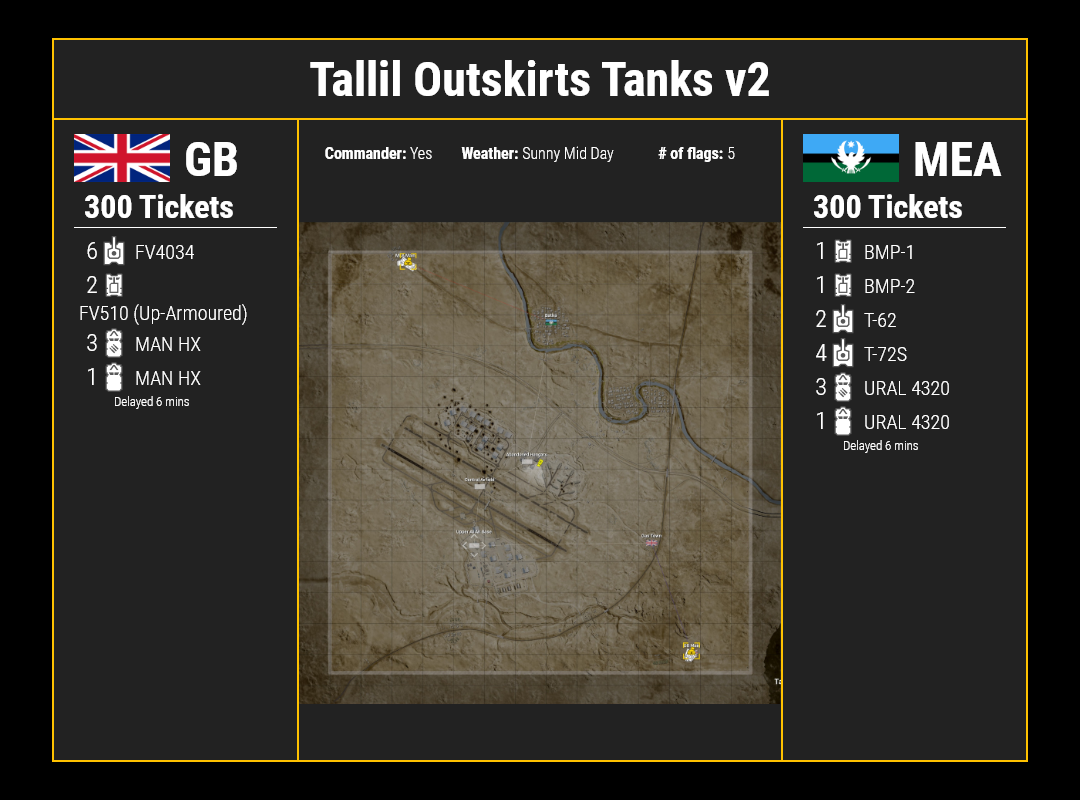 Tallil Outskirts Tanks v2
GB
300 Tickets
6 FV4034
2
FV510 (Up-Armoured)
3 MAN HX
1 MAN HX
Delayed 6 mins
Commander: Yes Weather: Sunny Mid Day # of flags: 5
MEA
300 Tickets
1 BMP-1
1 BMP-2
2 T-62
4 T-72S
3 URAL 4320
1 URAL 4320
Delayed 6 mins